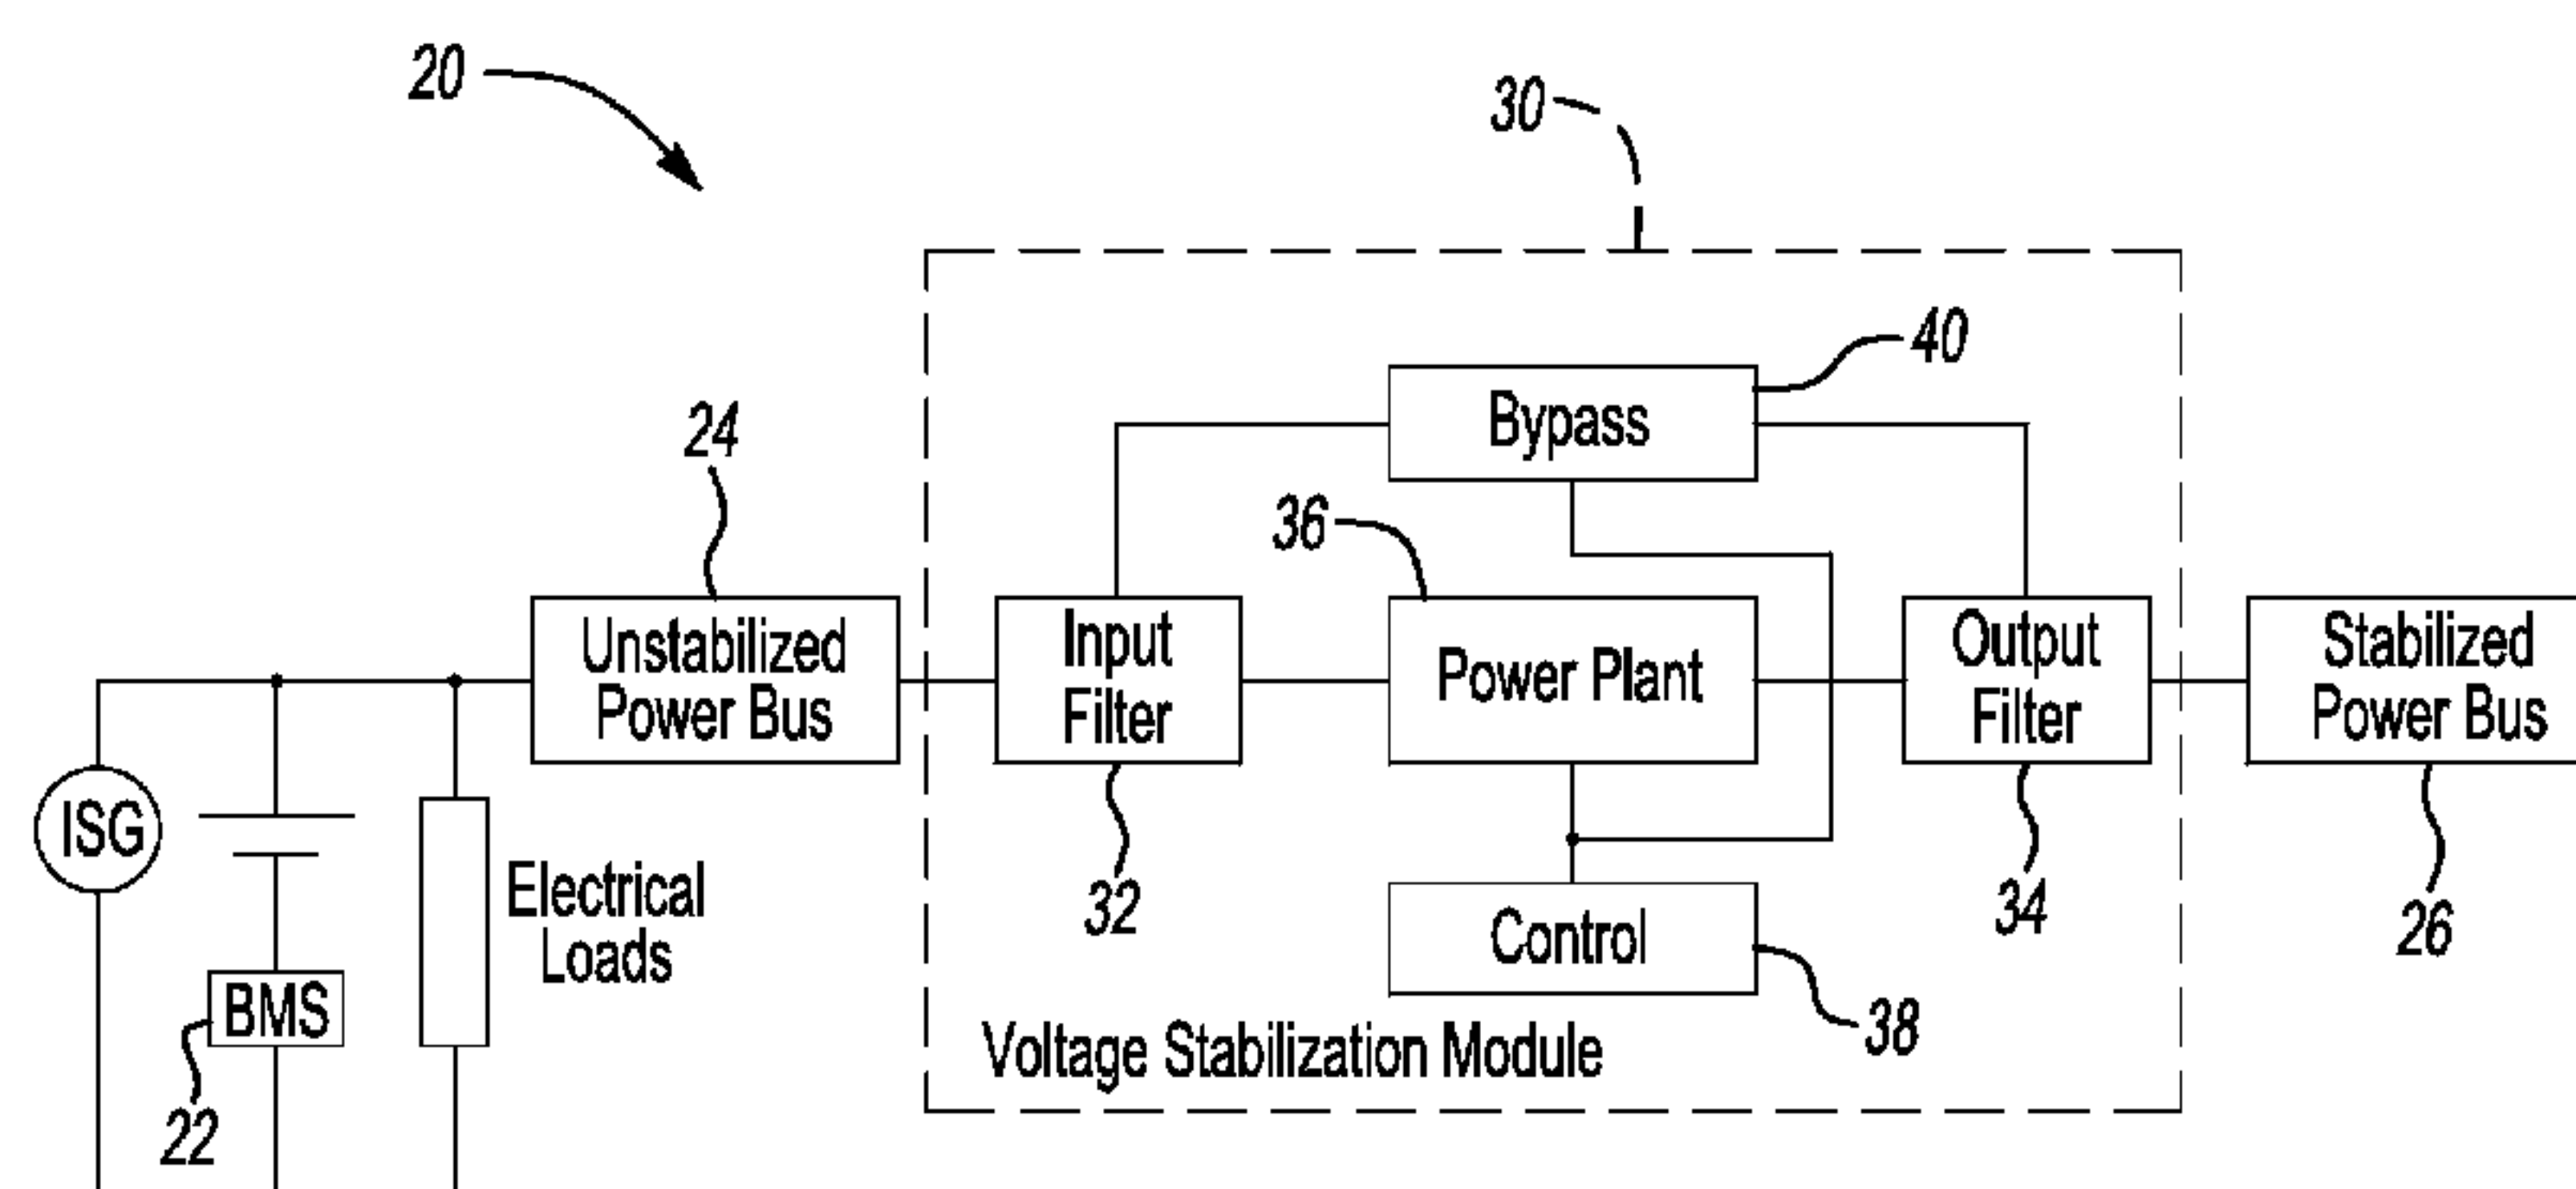 20
30
40
Bypass
24
36
Unstabilized
Power Bus
Input
Filter
Power Plant
Output
Filter
Stabilized
Power Bus
ISG
Electrical
Loads
32
Control
34
26
BMS
38
Voltage Stabilization Module
22